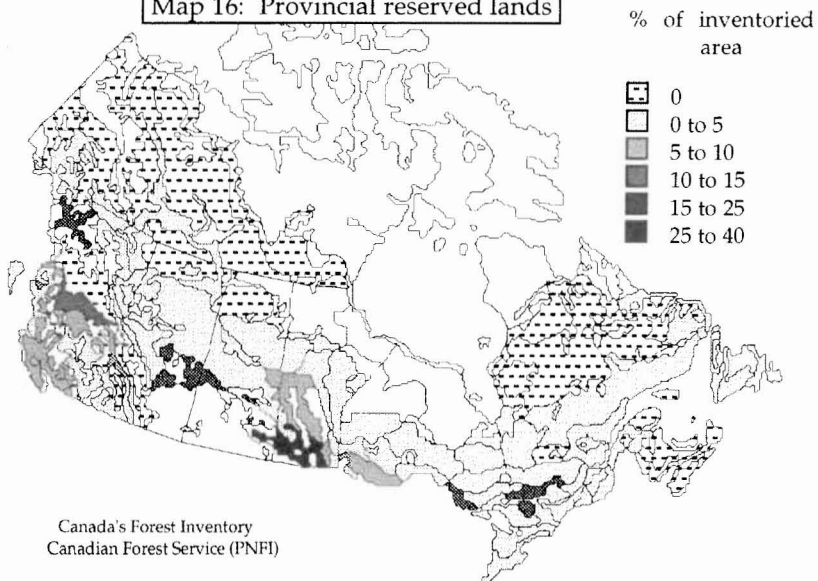 Map 16: Provincial reserved lands
% of inventoried
area
0
0 to 5
5 to 10
10 to 15
15 to 25
25 to 40
Canada's Forest Inventory
Canadian Forest Service (PNFI)